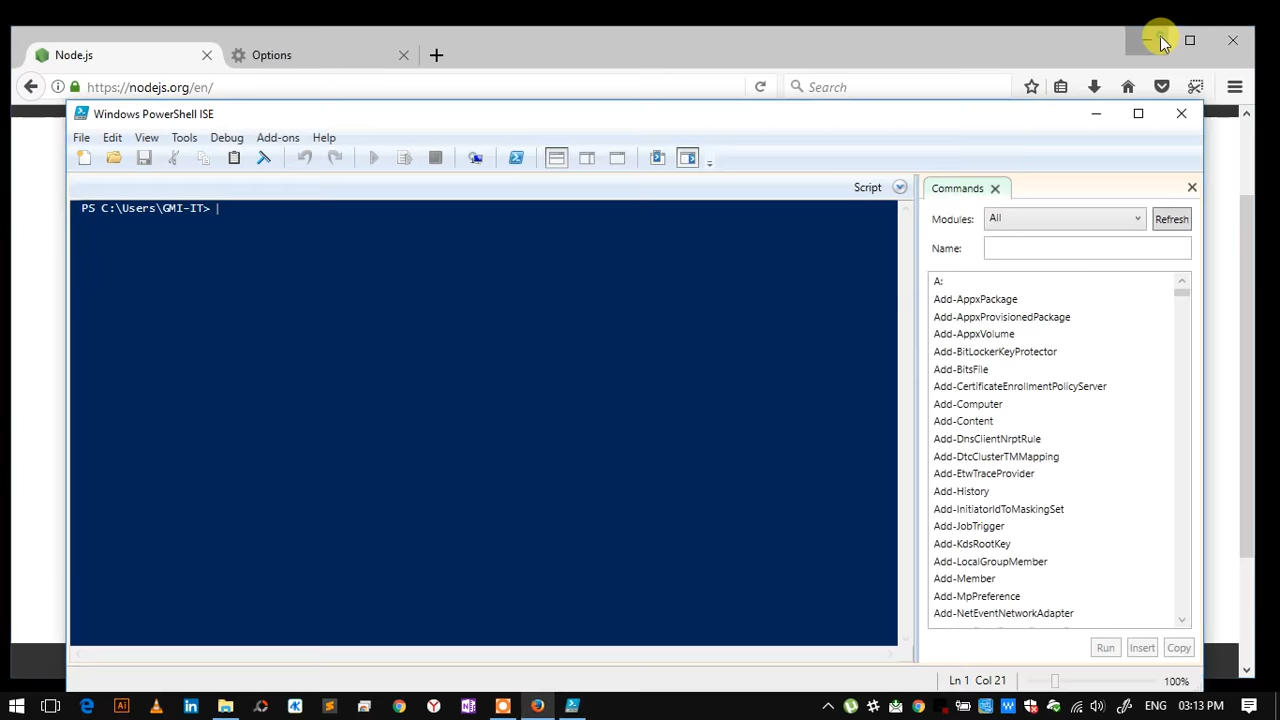 Node.js
Options
https://nodejs.org/en/
Search
Windows PowerShell ISE
File Edit View Tools Debug Add-ons Help
Script
PS C:\Users\GMI-IT>
Commands
Modules: All Refresh
Name:
A:
Add-AppxPackage
Add-AppxProvisionedPackage
Add-AppxVolume
Add-BitLockerKeyProtector
Add-BitsFile
Add-CertificateEnrollmentPolicyServer
Add-Computer
Add-Content
Add-DnsClientNrptRule
Add-DtcClusterTMMapping
Add-EtwTraceProvider
Add-History
Add-InitiatorIdToMaskingSet
Add-JobTrigger
Add-KdsRootKey
Add-LocalGroupMember
Add-Member
Add-MpPreference
Add-NetEventNetworkAdapter
Run Insert Copy
Ln 1 Col 21
100%
ENG 03:13 PM